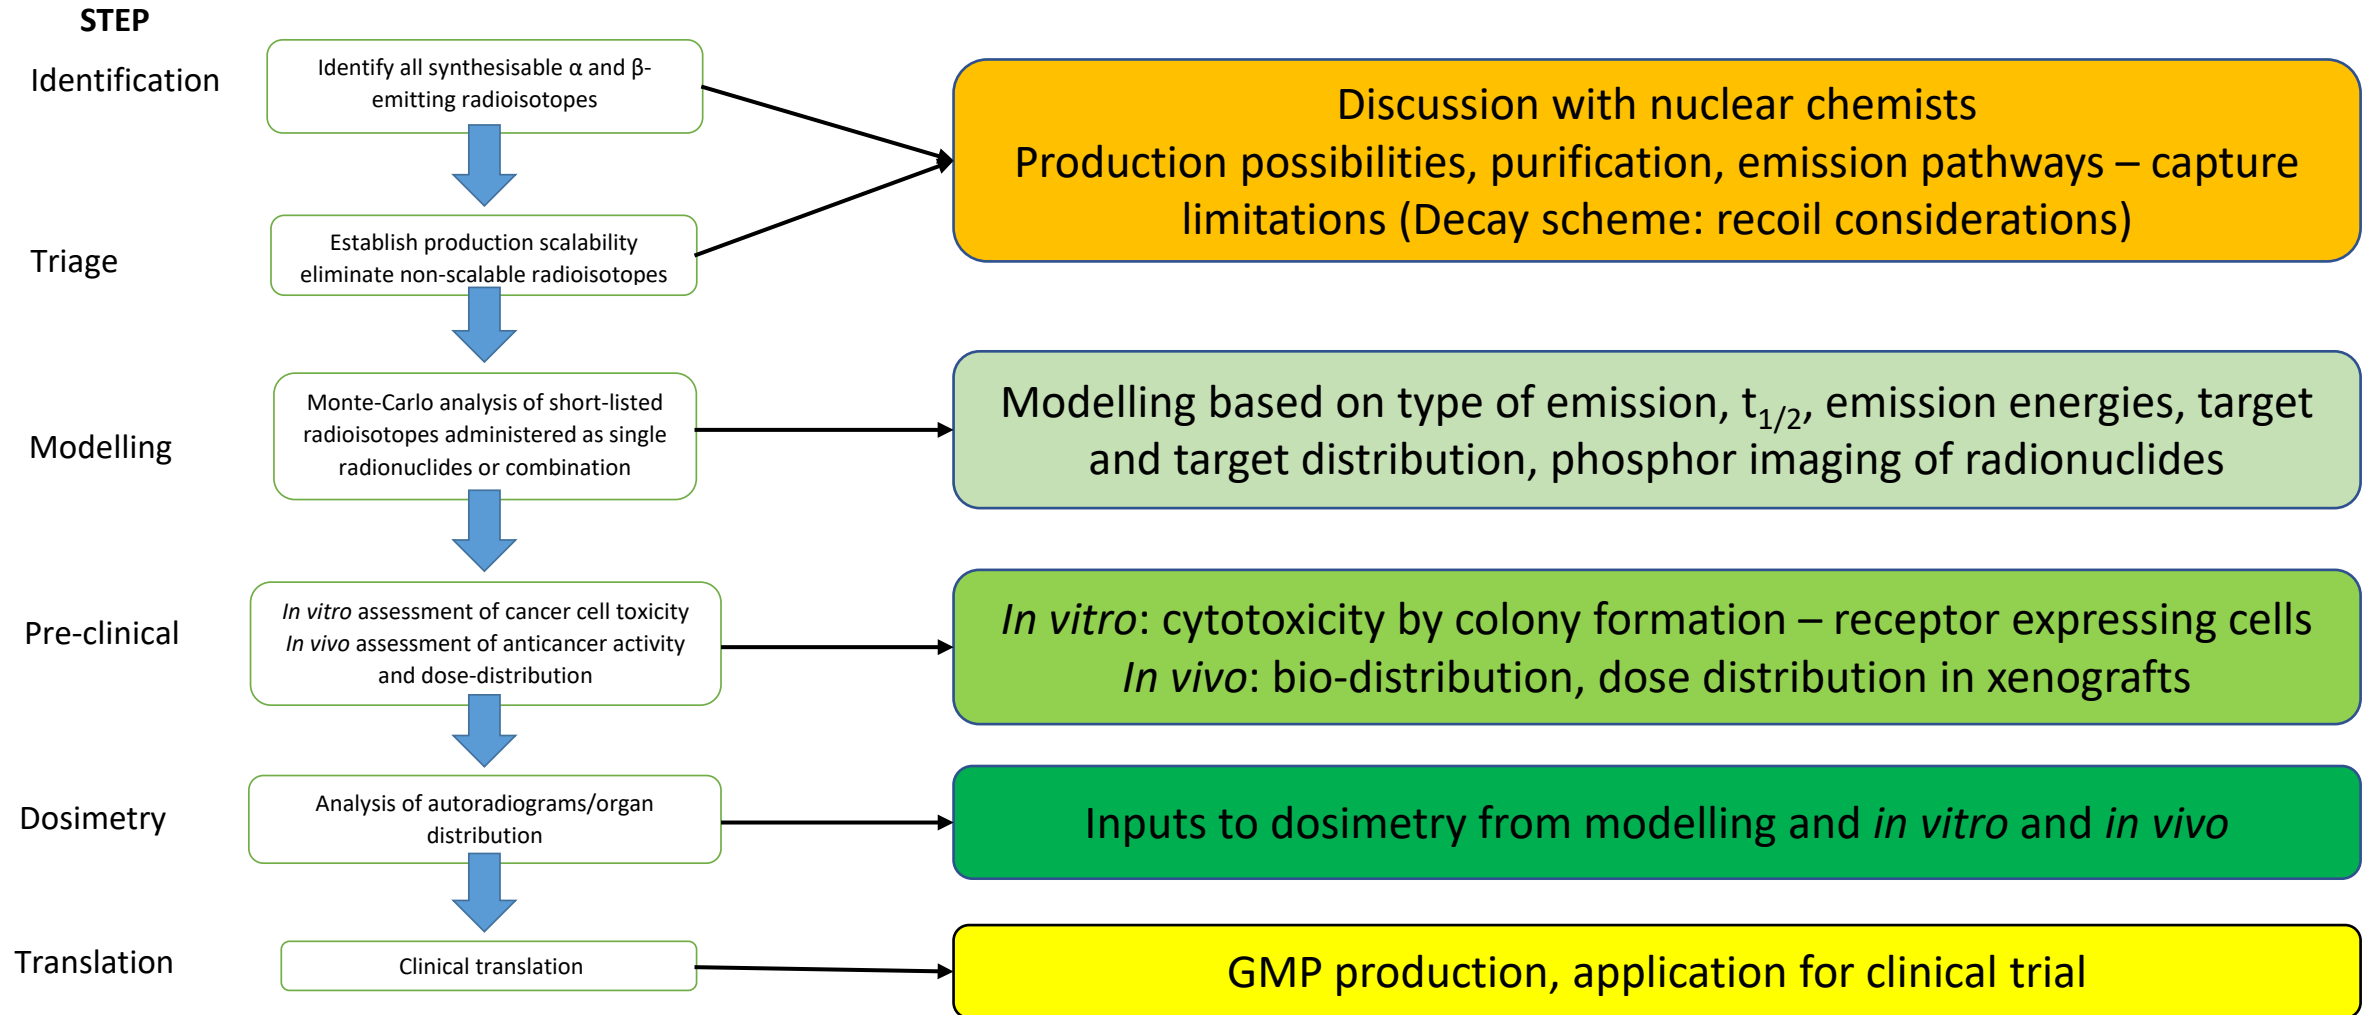 STEP
Identification
Identify all synthesisable α and β-
emitting radioisotopes
Discussion with nuclear chemists
Production possibilities, purification, emission pathways – capture
limitations (Decay scheme: recoil considerations)
Triage
Establish production scalability
eliminate non-scalable radioisotopes
Modelling
Monte-Carlo analysis of short-listed
radioisotopes administered as single
radionuclides or combination
Modelling based on type of emission, t1/2, emission energies, target
and target distribution, phosphor imaging of radionuclides
Pre-clinical
In vitro assessment of cancer cell toxicity
In vivo assessment of anticancer activity
and dose-distribution
In vitro: cytotoxicity by colony formation – receptor expressing cells
In vivo: bio-distribution, dose distribution in xenografts
Dosimetry
Analysis of autoradiograms/organ
distribution
Inputs to dosimetry from modelling and in vitro and in vivo
Translation
Clinical translation
GMP production, application for clinical trial